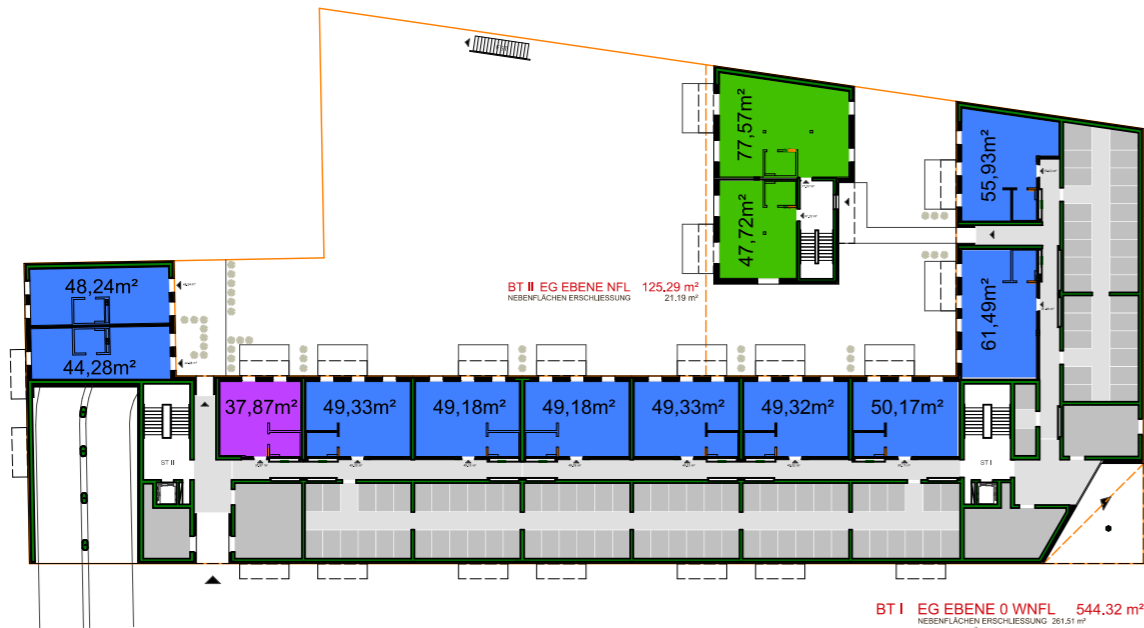 77,57m²
55,93m²
47,72m²
48,24m²
BT II EG EBENE NFL 125.29 m²
NEBENFLÄCHEN ERSCHLIESSUNG 21.19 m²
61,49m²
44,28m²
37,87m²
49,33m²
49,18m²
49,18m²
49,33m²
49,32m²
50,17m²
ST II
ST I
BT I EG EBENE 0 WNFL 544.32 m²
NEBENFLÄCHEN ERSCHLIESSUNG 261.51 m²